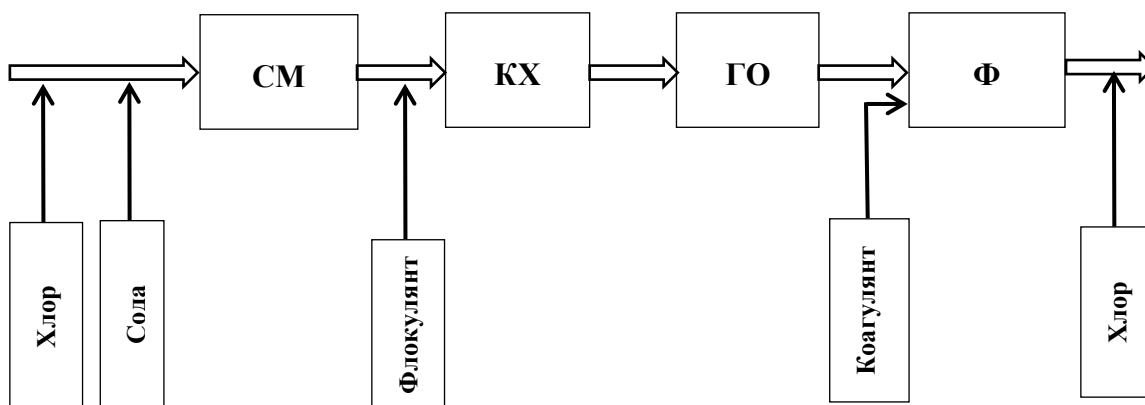 СМ
КХ
ГО
Ф
Хлор
Сода
Флокулянт
Коагулянт
Хлор